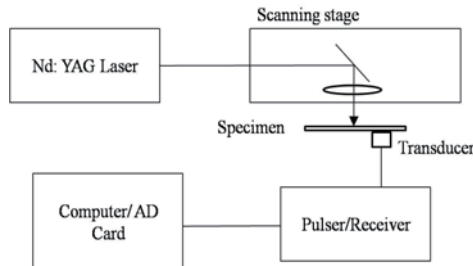 Scanning stage
Nd: YAG Laser
Specimen
Transducer
Computer/AD
Card
Pulser/Receiver